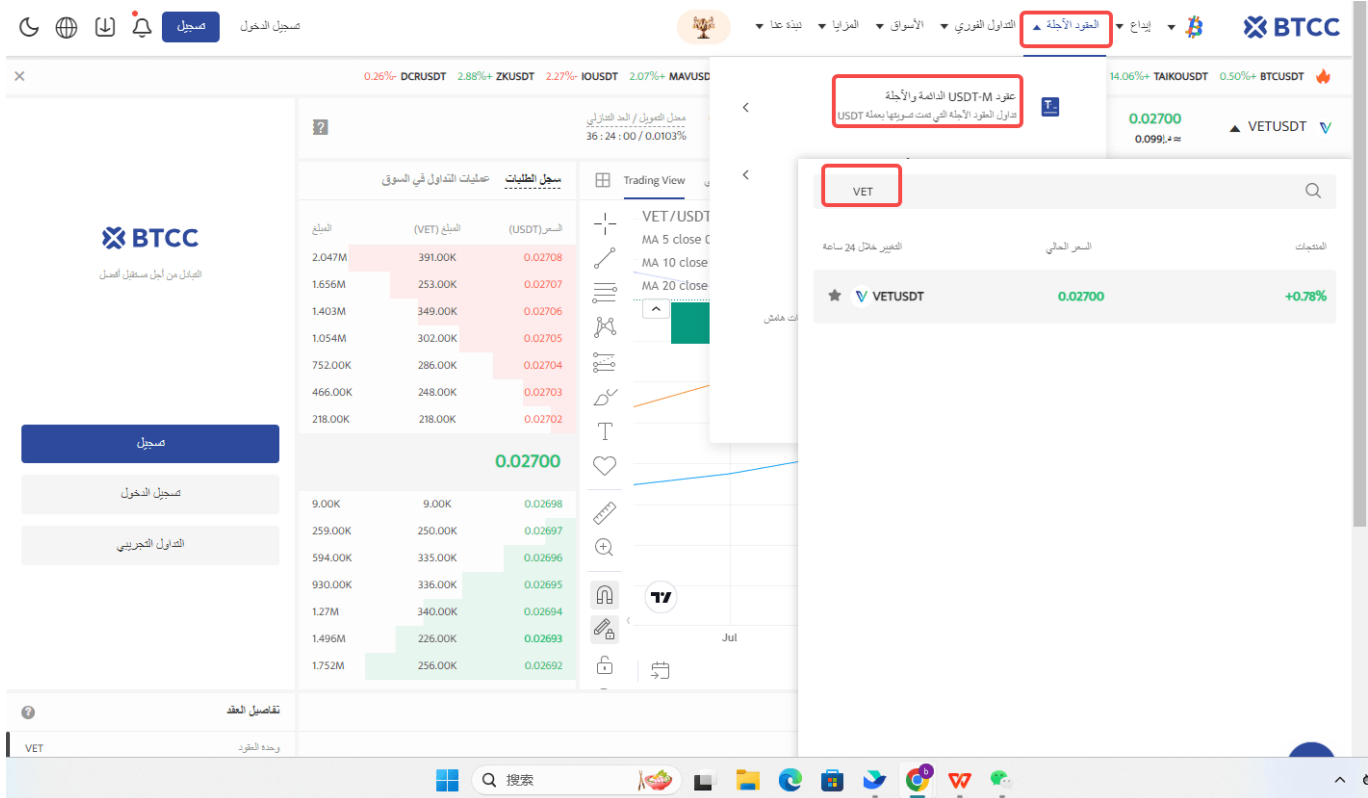 BTCC
إيداع
العقود الآجلة
التداول الفوري
الأسواق
المزايا
نبذة عنا
تسجيل الدخول
تسجيل
BTCUSDT +0.50%
TAIKOUSDT +14.06%
MAVUSD +2.07%
IOUSDT -2.27%
ZKUSDT +2.88%
DCRUSDT -0.26%
عقود USDT-M الدائمة والآجلة
تداول العقود الآجلة التي تمت تسويتها بعملة USDT
VETUSDT
0.02700
≈ د.إ0.099
معدل التمويل / العد التنازلي
36 : 24 : 00 / 0.0103%
VET
المنتجات
السعر الحالي
التغيير خلال 24 ساعة
VETUSDT
0.02700
+0.78%
ات هامش
Trading View
VET/USDT
MA 5 close
MA 10 close
MA 20 close
Jul
سجل الطلبات
عمليات التداول في السوق
السعر(USDT)
المبلغ (VET)
المبلغ
2.047M 391.00K 0.02708
1.656M 253.00K 0.02707
1.403M 349.00K 0.02706
1.054M 302.00K 0.02705
752.00K 286.00K 0.02704
466.00K 248.00K 0.02703
218.00K 218.00K 0.02702
0.02700
9.00K 9.00K 0.02698
259.00K 250.00K 0.02697
594.00K 335.00K 0.02696
930.00K 336.00K 0.02695
1.27M 340.00K 0.02694
1.496M 226.00K 0.02693
1.752M 256.00K 0.02692
BTCC
التبادل من أجل مستقبل أفضل
تسجيل
تسجيل الدخول
التداول التجريبي
تفاصيل العقد
وحدة العقود
VET
搜索